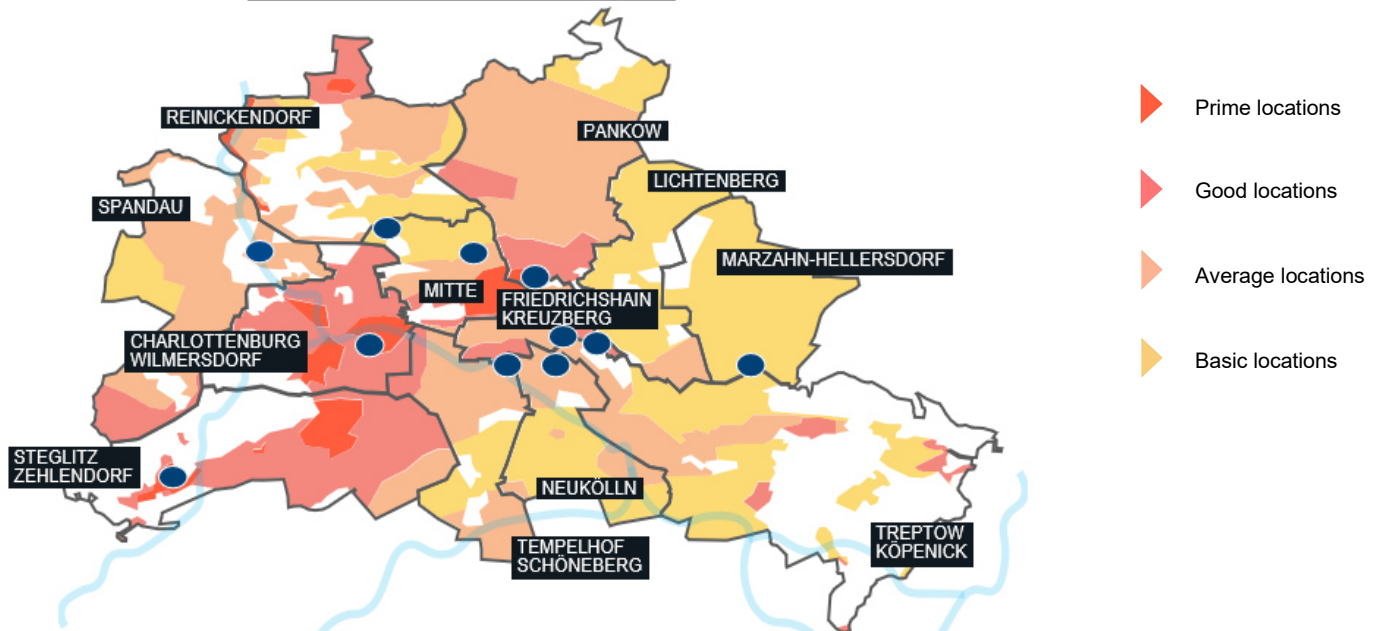 REINICKENDORF
PANKOW
LICHTENBERG
SPANDAU
MARZAHN-HELLERSDORF
MITTE
FRIEDRICHSHAIN
KREUZBERG
CHARLOTTENBURG
WILMERSDORF
STEGLITZ
ZEHLENDORF
NEUKÖLLN
TREPTOW
KÖPENICK
TEMPELHOF
SCHÖNEBERG
Prime locations
Good locations
Average locations
Basic locations